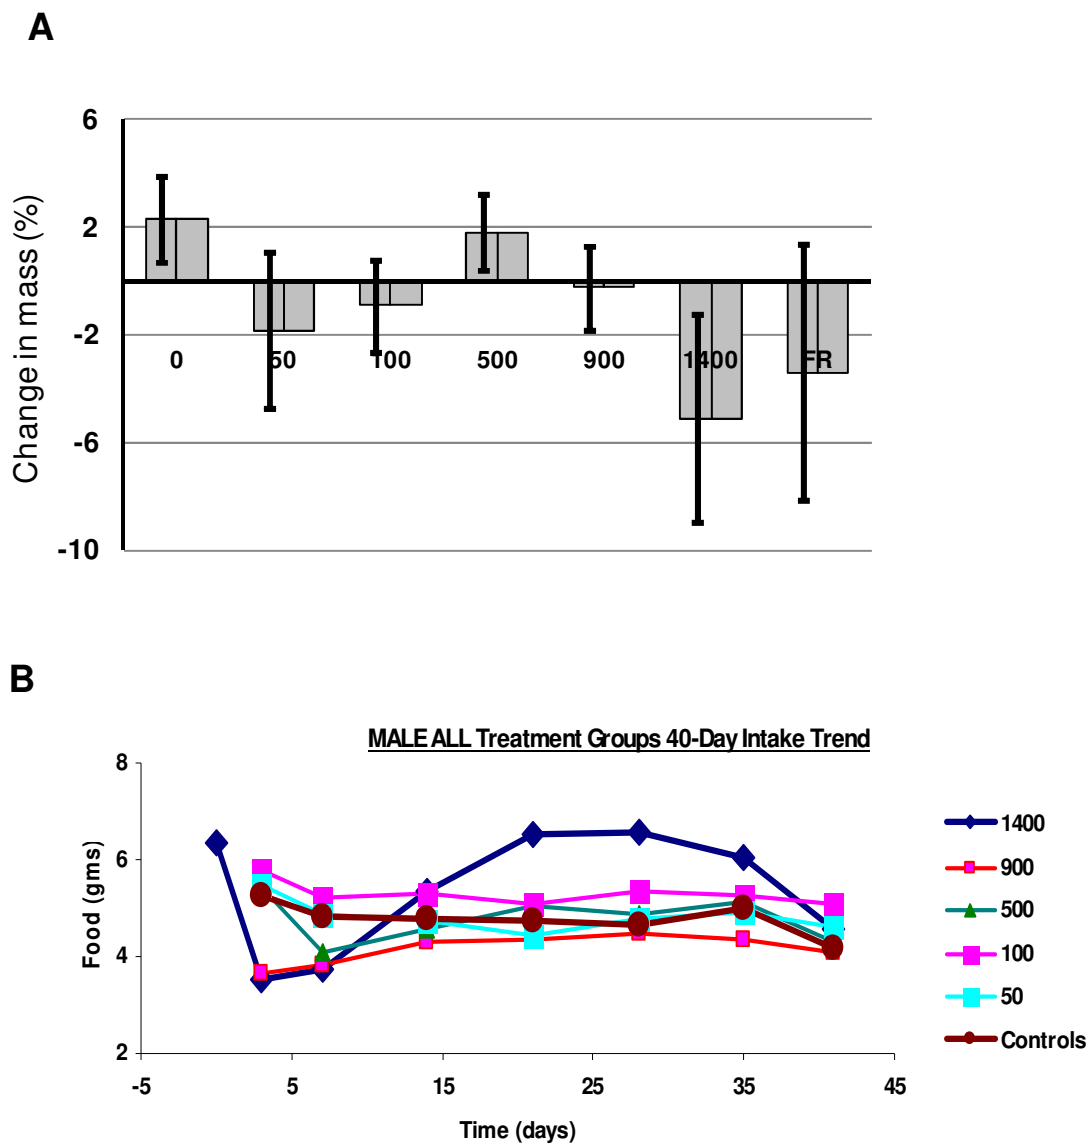 A
Change in mass (%)
6
2
-2
-6
-10
0 50 100 500 900 1400 FR
B
MALE ALL Treatment Groups 40-Day Intake Trend
Food (gms)
8
6
4
2
-5 5 15 25 35 45
Time (days)
1400
900
500
100
50
Controls